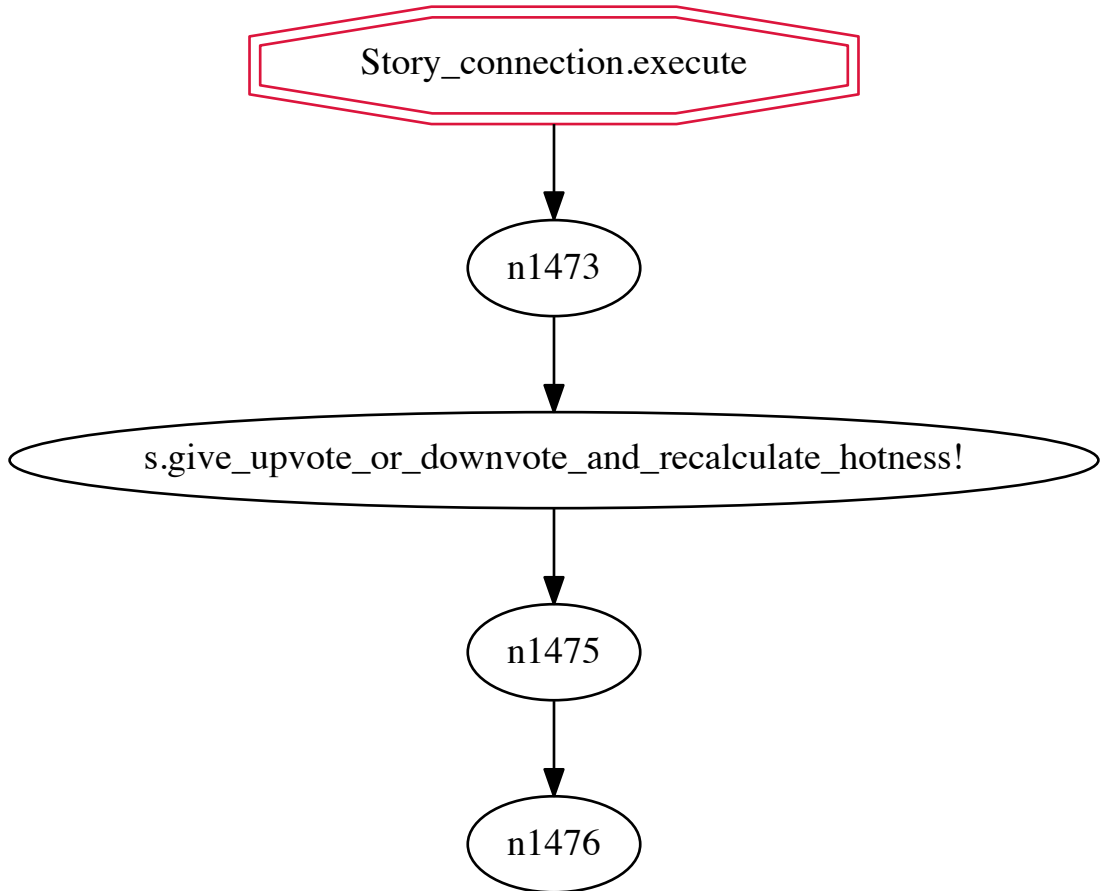 Story_connection.execute
n1473
s.give_upvote_or_downvote_and_recalculate_hotness!
n1475
n1476